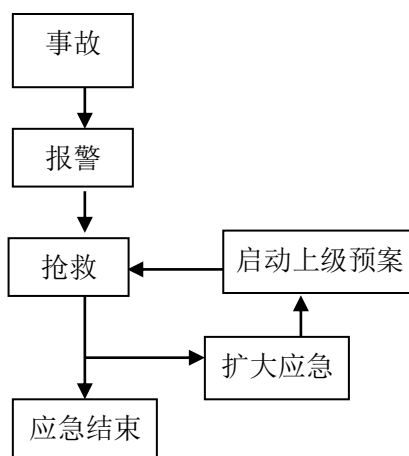 事故
报警
抢救
启动上级预案
扩大应急
应急结束